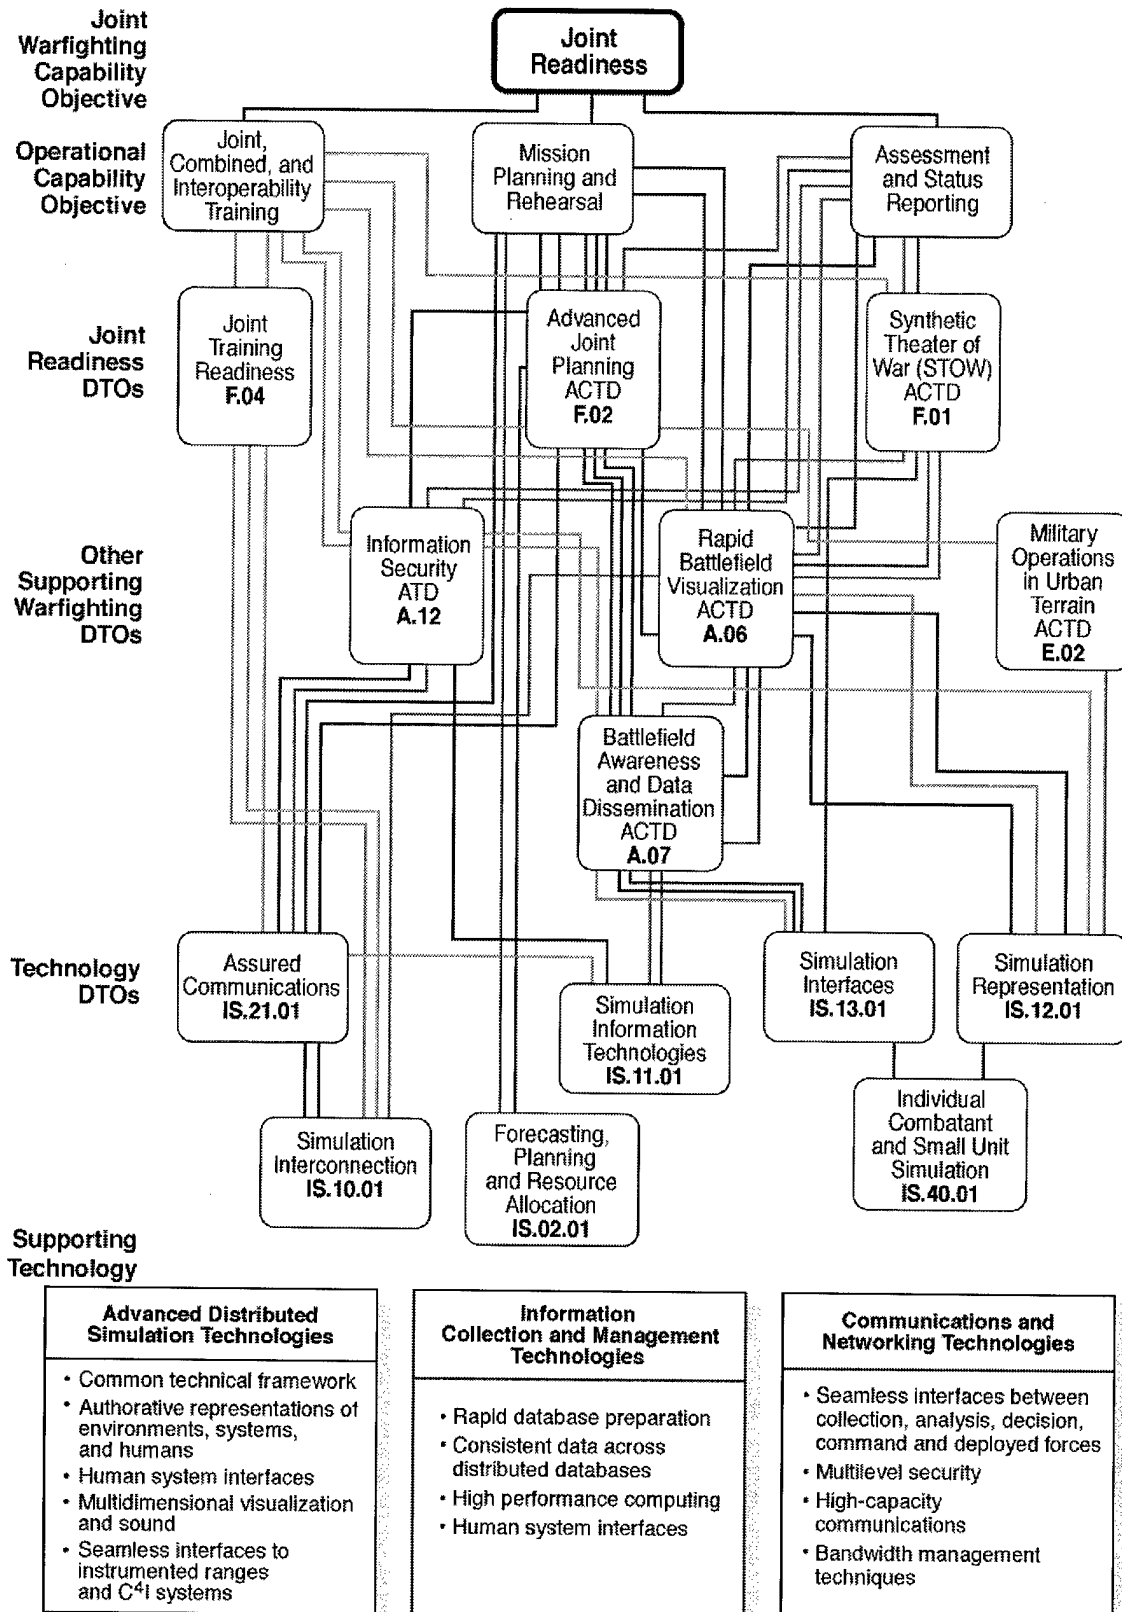 Joint
Warfighting
Capability
Objective
Joint
Readiness
Operational
Capability
Objective
Joint,
Combined, and
Interoperability
Training
Mission
Planning and
Rehearsal
Assessment
and Status
Reporting
Joint
Readiness
DTOs
Joint
Training
Readiness
F.04
Advanced
Joint
Planning
ACTD
F.02
Synthetic
Theater of
War (STOW)
ACTD
F.01
Other
Supporting
Warfighting
DTOs
Information
Security
ATD
A.12
Rapid
Battlefield
Visualization
ACTD
A.06
Military
Operations
in Urban
Terrain
ACTD
E.02
Battlefield
Awareness
and Data
Dissemination
ACTD
A.07
Technology
DTOs
Assured
Communications
IS.21.01
Simulation
Information
Technologies
IS.11.01
Simulation
Interfaces
IS.13.01
Simulation
Representation
IS.12.01
Simulation
Interconnection
IS.10.01
Forecasting,
Planning
and Resource
Allocation
IS.02.01
Individual
Combatant
and Small Unit
Simulation
IS.40.01
Supporting
Technology
Advanced Distributed
Simulation Technologies
• Common technical framework
• Authorative representations of
environments, systems,
and humans
• Human system interfaces
• Multidimensional visualization
and sound
• Seamless interfaces to
instrumented ranges
and C4I systems
Information
Collection and Management
Technologies
• Rapid database preparation
• Consistent data across
distributed databases
• High performance computing
• Human system interfaces
Communications and
Networking Technologies
• Seamless interfaces between
collection, analysis, decision,
command and deployed forces
• Multilevel security
• High-capacity
communications
• Bandwidth management
techniques